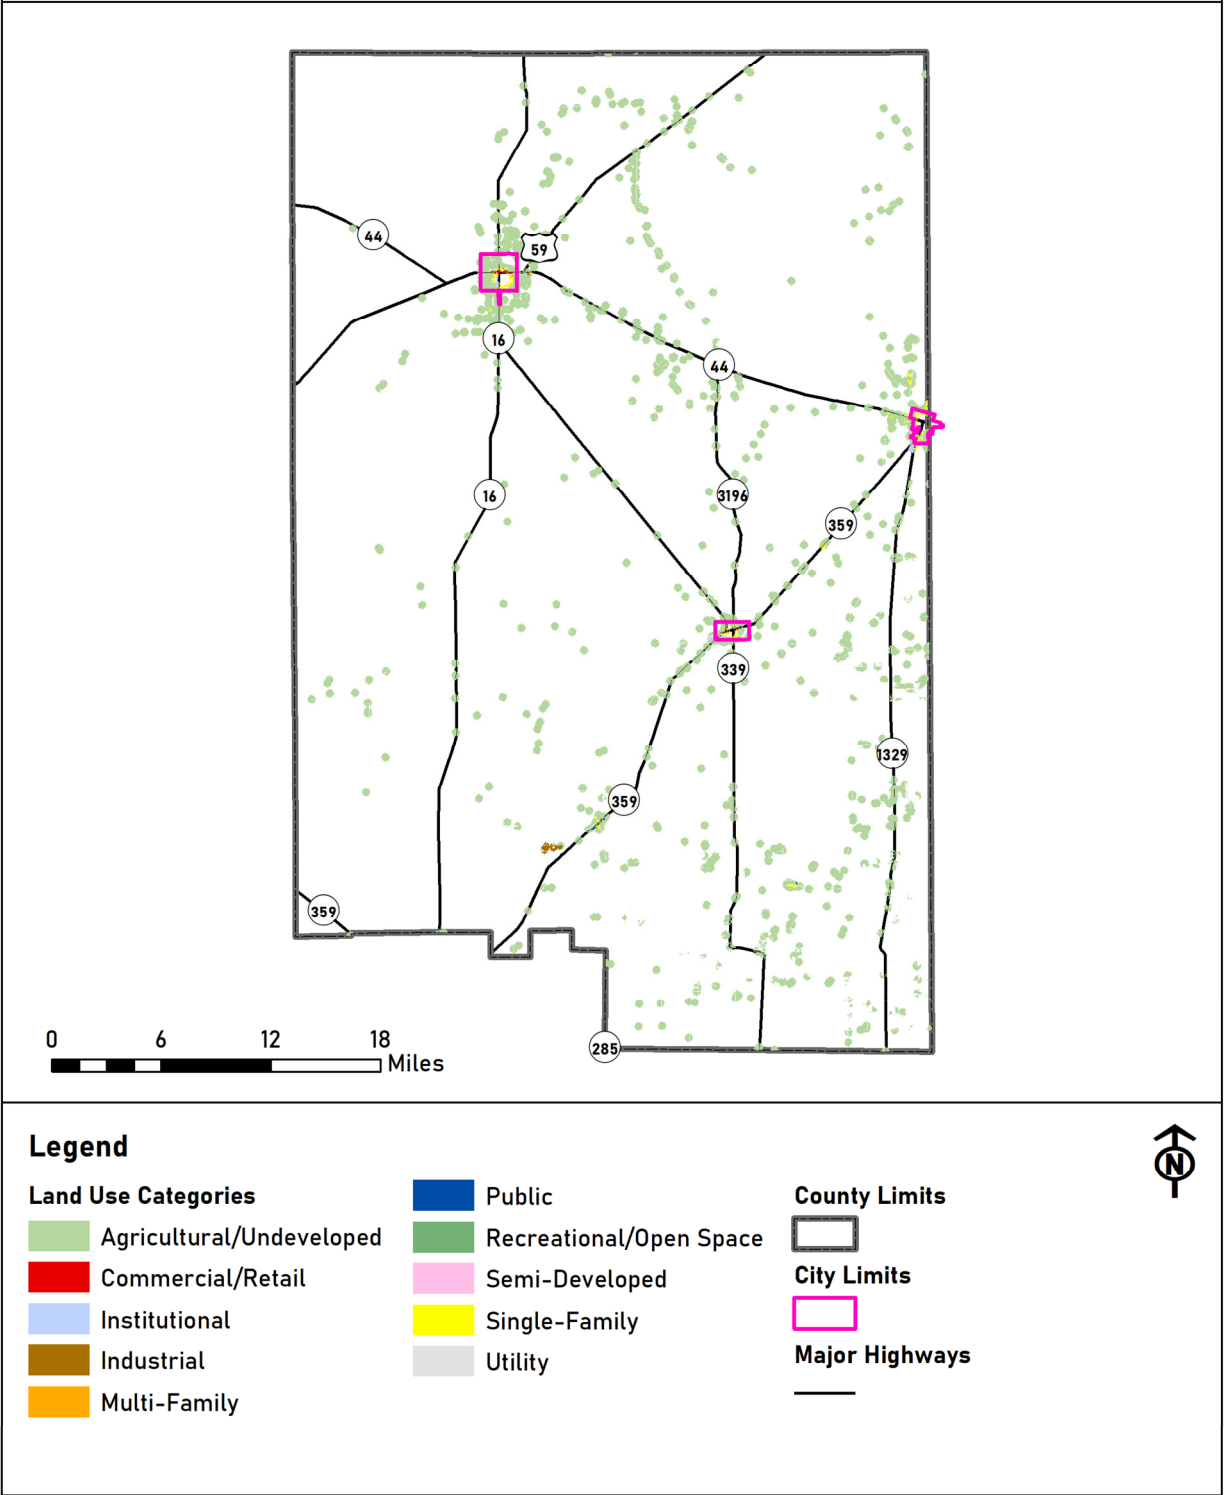 59
44
16
44
16
3196
359
339
1329
359
359
285
0 6 12 18
Miles
Legend
Land Use Categories
Agricultural/Undeveloped
Commercial/Retail
Institutional
Industrial
Multi-Family
Public
Recreational/Open Space
Semi-Developed
Single-Family
Utility
County Limits
City Limits
Major Highways
N